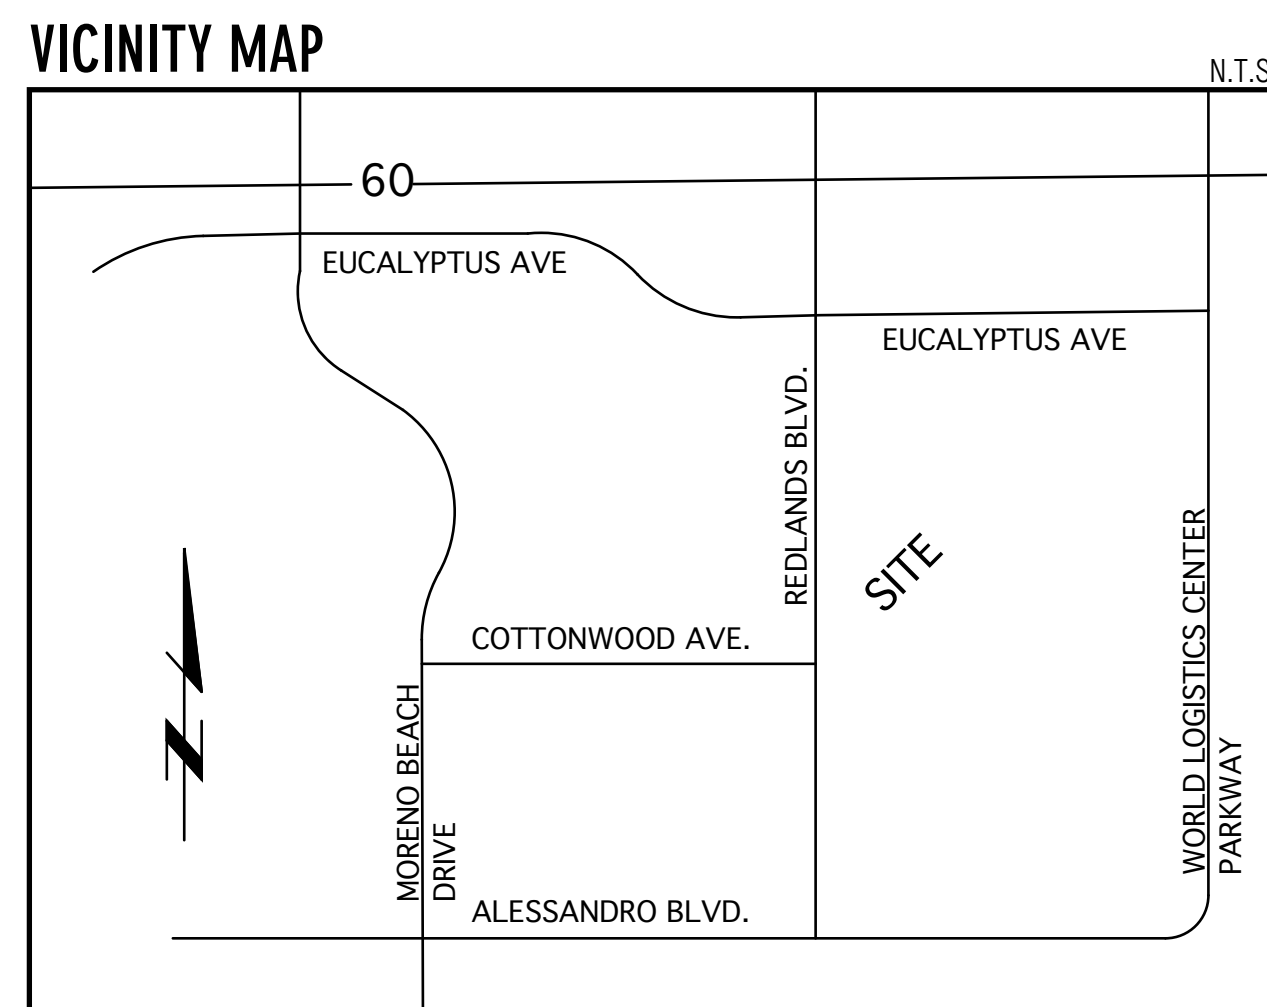 VICINITY MAP
N.T.S
60
EUCALYPTUS AVE
EUCALYPTUS AVE
REDLANDS BLVD.
SITE
COTTONWOOD AVE.
MORENO BEACH
DRIVE
WORLD LOGISTICS CENTER
PARKWAY
ALESSANDRO BLVD.
N